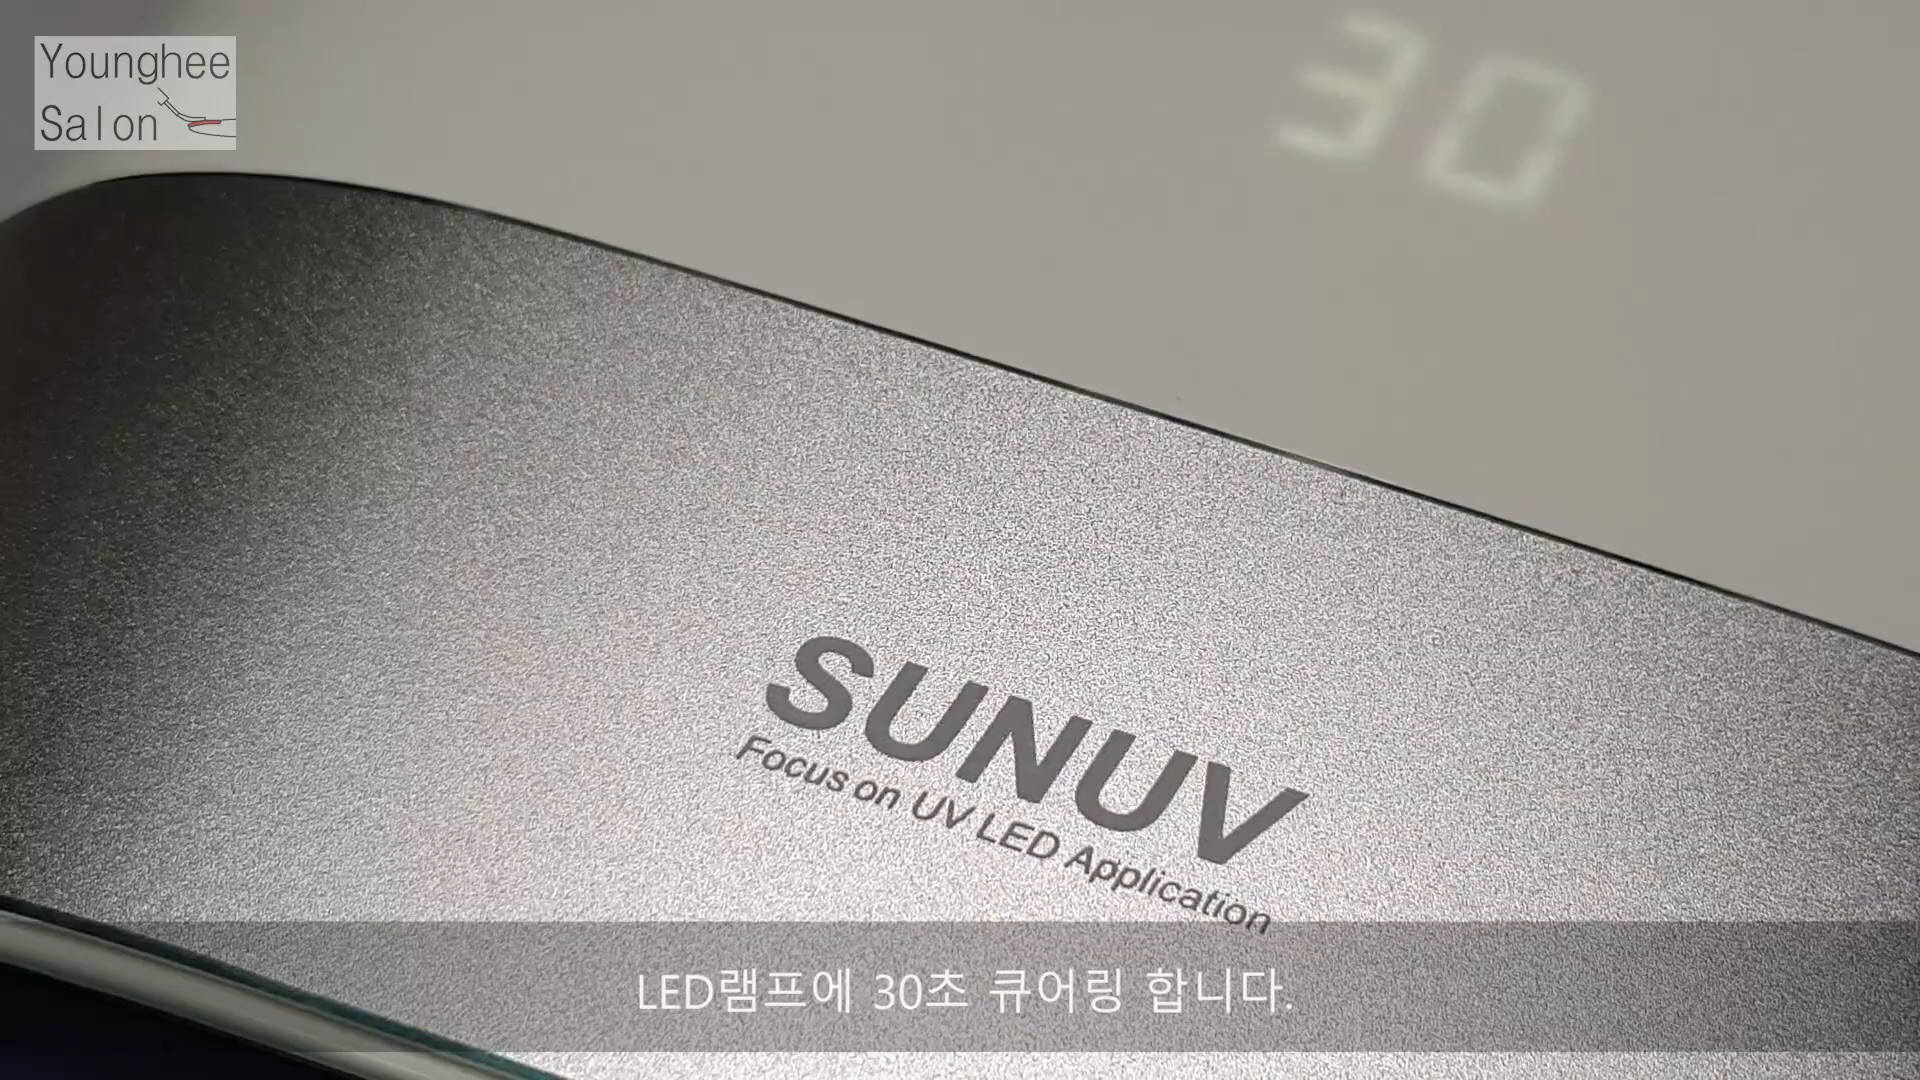 Younghee
Salon
30
SUNUV
Focus on UV LED Application
LED램프에 30초 큐어링 합니다.